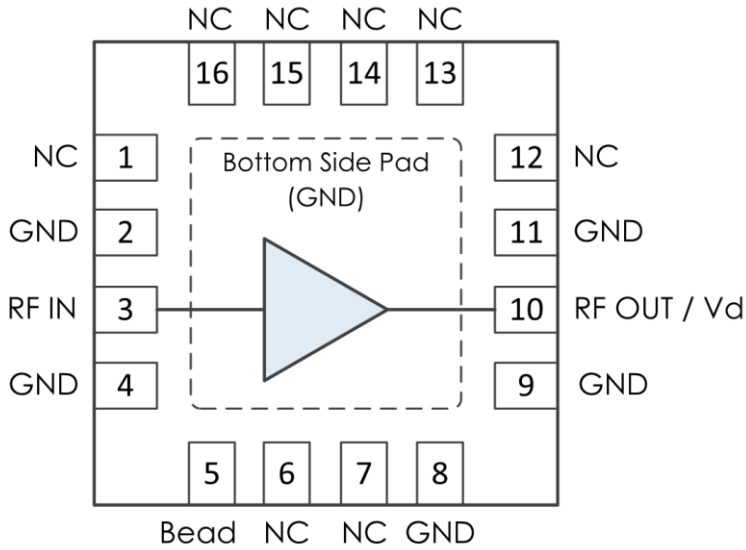 NC NC NC NC
16 15 14 13
NC 1
Bottom Side Pad
(GND)
12 NC
GND 2
11 GND
RF IN 3
10 RF OUT / Vd
GND 4
9 GND
5 6 7 8
Bead NC NC GND